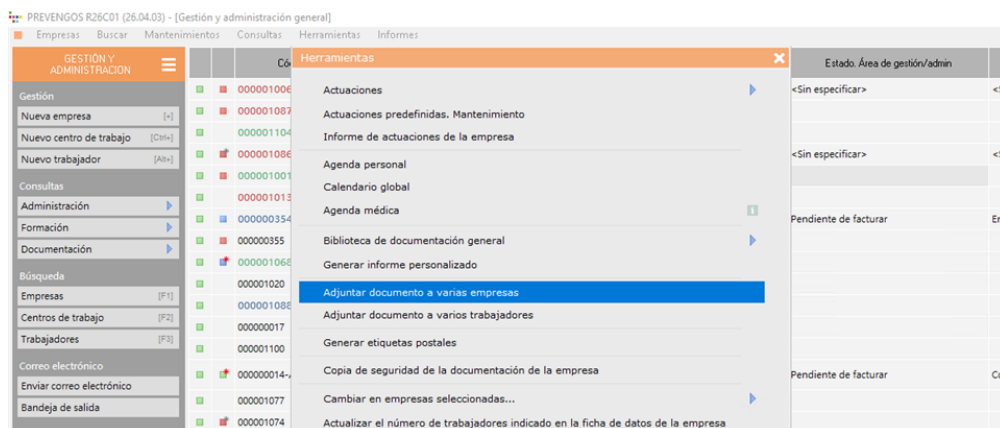 PREVENGOS R26C01 (26.04.03) - [Gestión y administración general]
Empresas Buscar Mantenimientos Consultas Herramientas Informes
GESTIÓN Y
ADMINISTRACION
Gestión
Nueva empresa [+]
Nuevo centro de trabajo [Ctrl+]
Nuevo trabajador [Alt+]
Consultas
Administración
Formación
Documentación
Búsqueda
Empresas [F1]
Centros de trabajo [F2]
Trabajadores [F3]
Correo electrónico
Enviar correo electrónico
Bandeja de salida
000001006
000001087
000001104
000001086
000001001
000001013
000000354
000000355
000001068
000001020
000001088
000000017
000001100
000000014-
000001077
000001074
Herramientas
Actuaciones
Actuaciones predefinidas. Mantenimiento
Informe de actuaciones de la empresa
Agenda personal
Calendario global
Agenda médica
Biblioteca de documentación general
Generar informe personalizado
Adjuntar documento a varias empresas
Adjuntar documento a varios trabajadores
Generar etiquetas postales
Copia de seguridad de la documentación de la empresa
Cambiar en empresas seleccionadas...
Actualizar el número de trabajadores indicado en la ficha de datos de la empresa
Estado. Área de gestión/admin
<Sin especificar>
<Sin especificar>
Pendiente de facturar
Pendiente de facturar